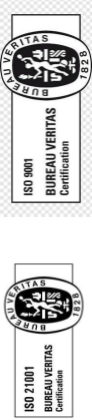 BUREAU VERITAS
1828
ISO 9001
BUREAU VERITAS
Certification
BUREAU VERITAS
1828
ISO 21001
BUREAU VERITAS
Certification